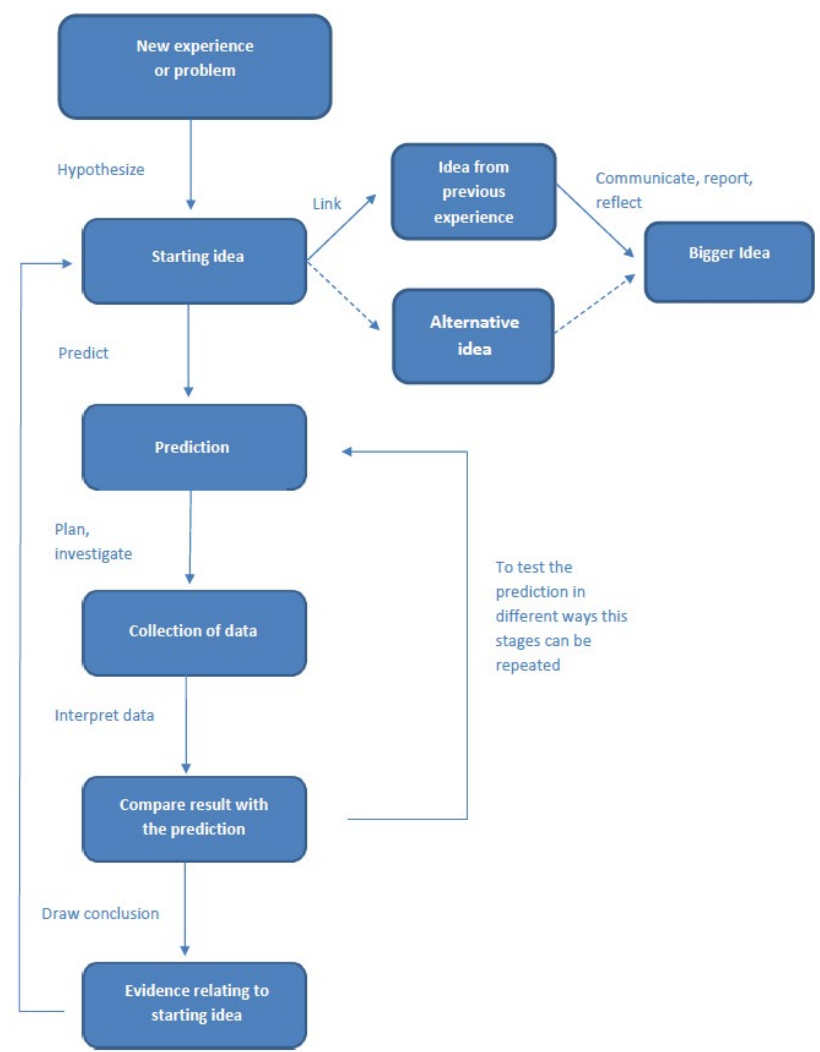 New experience
or problem
Hypothesize
Starting idea
Link
Idea from
previous
experience
Communicate, report,
reflect
Bigger Idea
Alternative
idea
Predict
Prediction
Plan,
investigate
Collection of data
To test the
prediction in
different ways this
stages can be
repeated
Interpret data
Compare result with
the prediction
Draw conclusion
Evidence relating to
starting idea